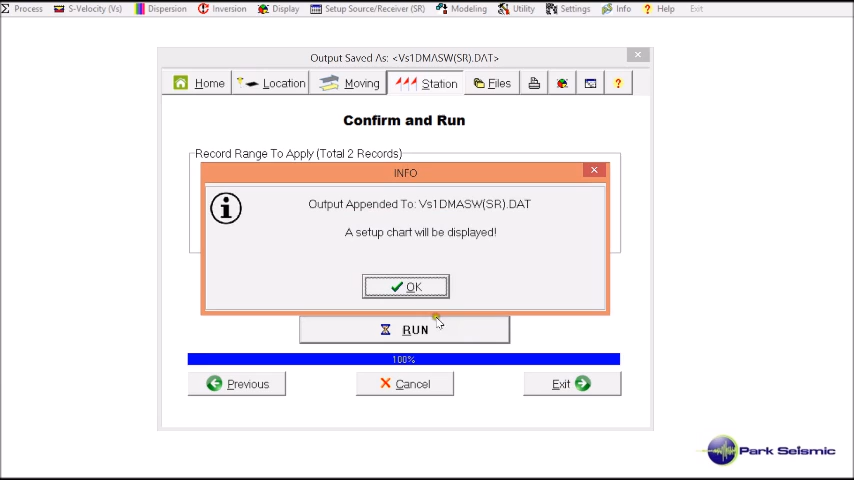 Process S-Velocity (Vs) Dispersion Inversion Display Setup Source/Receiver (SR) Modeling Utility Settings Info Help Exit
Output Saved As: <Vs1DMASW(SR).DAT>
Home Location Moving Station Files
Confirm and Run
Record Range To Apply (Total 2 Records)
INFO
Output Appended To: Vs1DMASW(SR).DAT
A setup chart will be displayed!
OK
RUN
100%
Previous Cancel Exit
Park Seismic